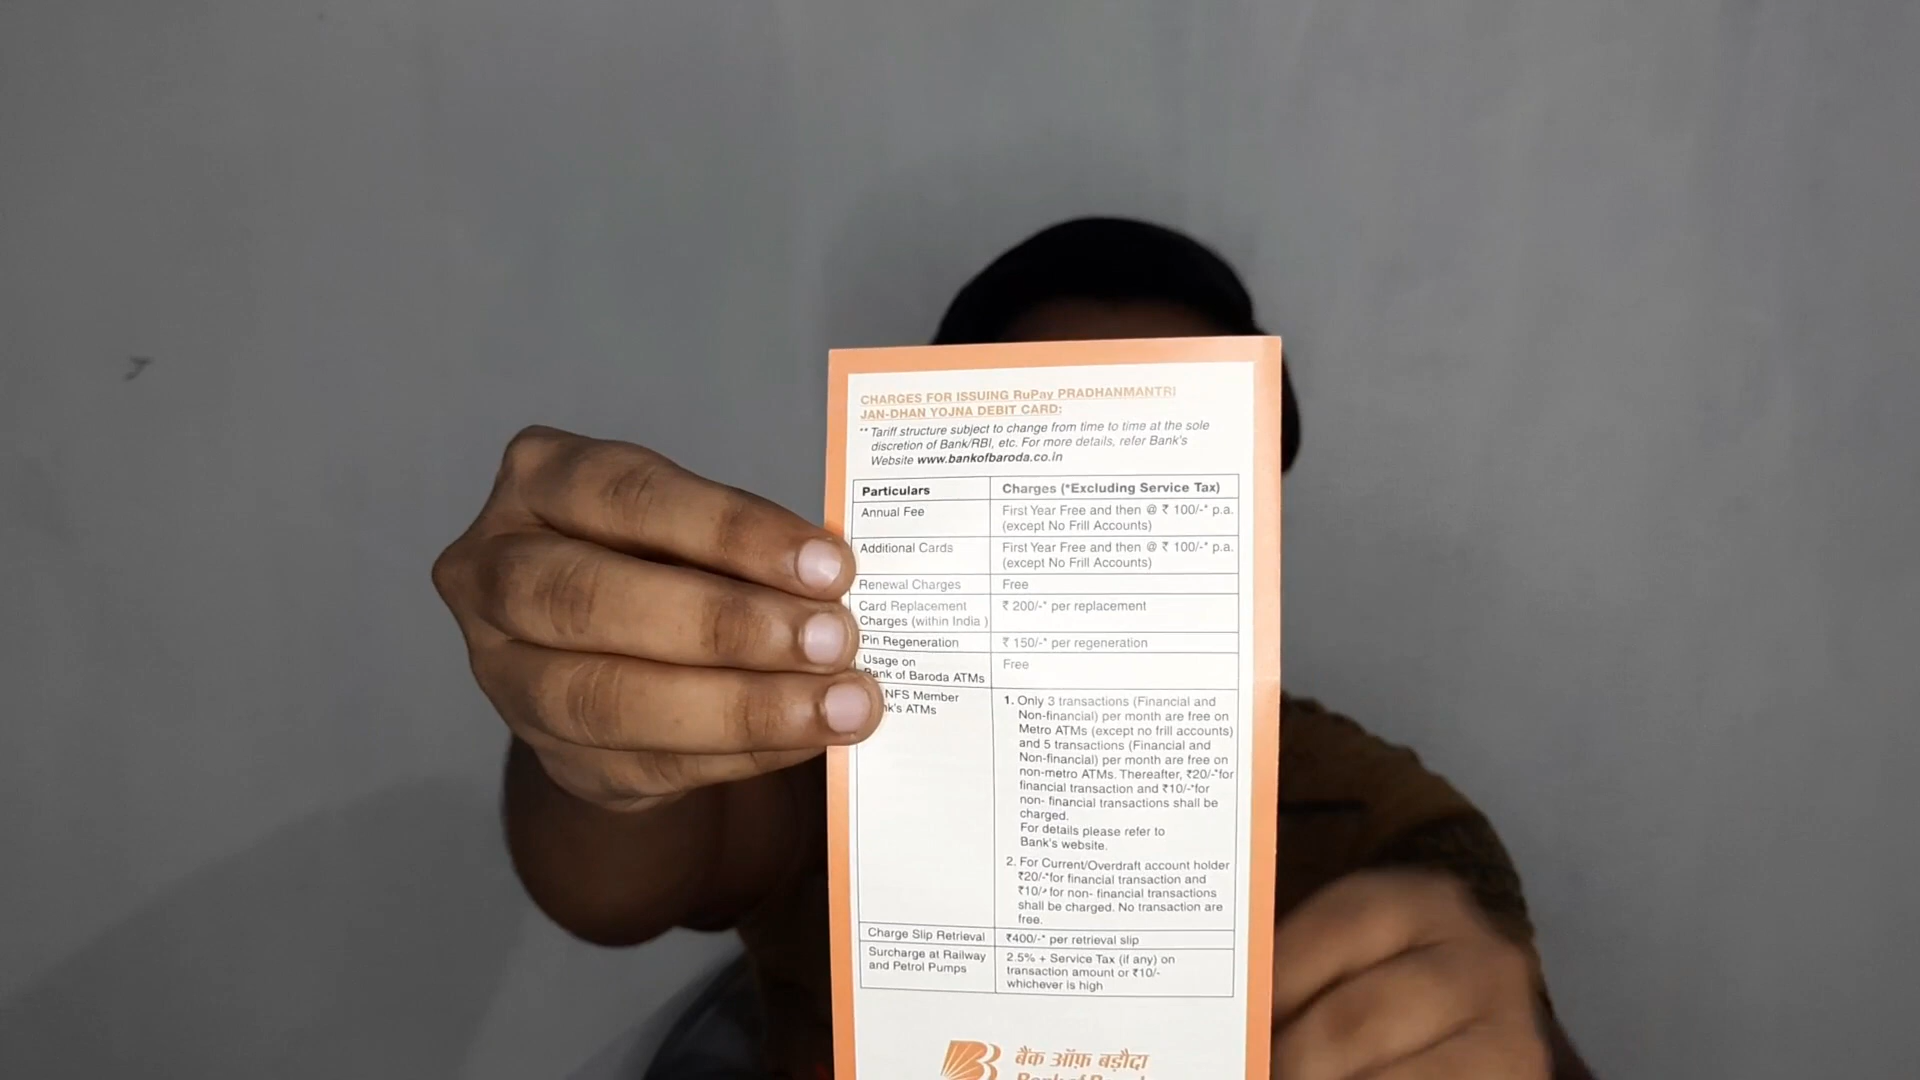 CHARGES FOR ISSUING RuPay PRADHANMANTRI
JAN-DHAN YOJNA DEBIT CARD:
** Tariff structure subject to change from time to time at the sole
discretion of Bank/RBI, etc. For more details, refer Bank's
Website www.bankofbaroda.co.in
Particulars
Charges (*Excluding Service Tax)
Annual Fee
First Year Free and then @ ₹ 100/-* p.a.
(except No Frill Accounts)
Additional Cards
First Year Free and then @ ₹ 100/-* p.a.
(except No Frill Accounts)
Renewal Charges
Free
Card Replacement
Charges (within India )
₹ 200/-* per replacement
Pin Regeneration
₹ 150/-* per regeneration
Usage on
Bank of Baroda ATMs
Free
NFS Member
ATMs
1. Only 3 transactions (Financial and
Non-financial) per month are free on
Metro ATMs (except no frill accounts)
and 5 transactions (Financial and
Non-financial) per month are free on
non-metro ATMs. Thereafter, ₹20/-*for
financial transaction and ₹10/-*for
non- financial transactions shall be
charged.
For details please refer to
Bank's website.
2. For Current/Overdraft account holder
₹20/-*for financial transaction and
₹10/-* for non- financial transactions
shall be charged. No transaction are
free.
Charge Slip Retrieval
₹400/-* per retrieval slip
Surcharge at Railway
and Petrol Pumps
2.5% + Service Tax (if any) on
transaction amount or ₹10/-
whichever is high
बैंक ऑफ़ बड़ौदा